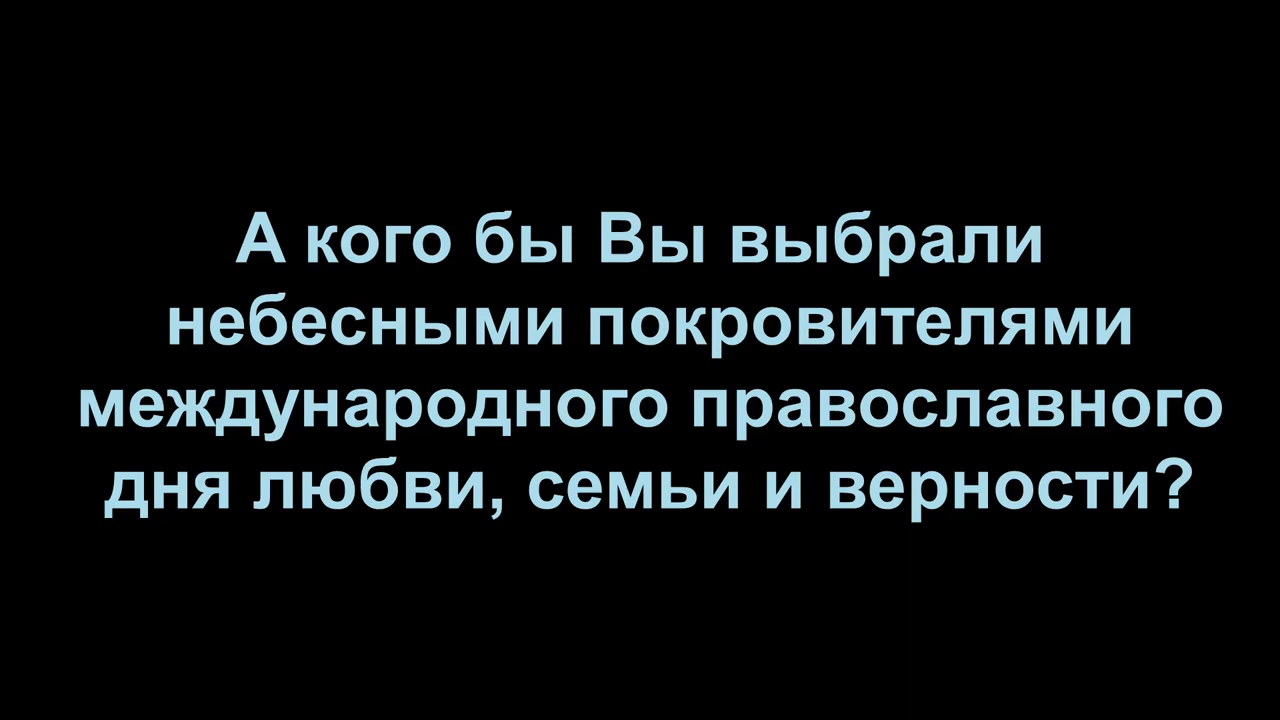 А кого бы Вы выбрали
небесными покровителями
международного православного
дня любви, семьи и верности?